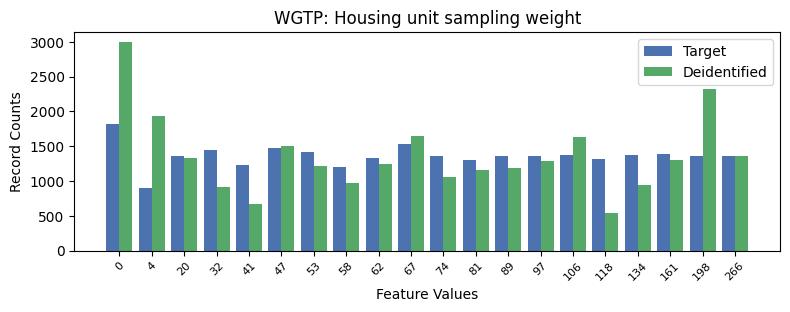 WGTP: Housing unit sampling weight
Target
Deidentified
Record Counts
3000
2500
2000
1500
1000
500
0
0 4 20 32 41 47 53 58 62 67 74 81 89 97 106 118 134 161 198 266
Feature Values